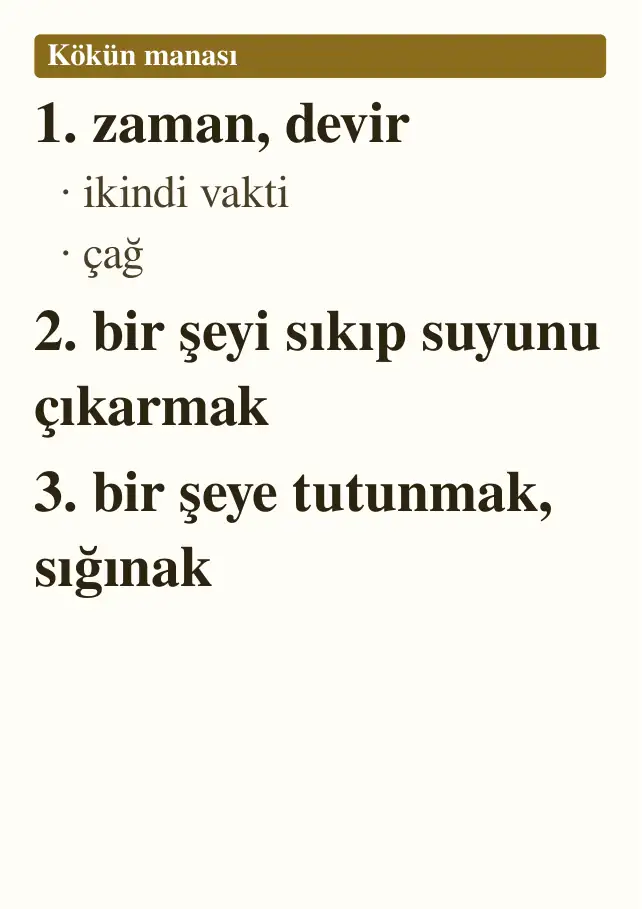 Kökün manası
1. zaman, devir
· ikindi vakti
· çağ
2. bir şeyi sıkıp suyunu
çıkarmak
3. bir şeye tutunmak,
sığınak